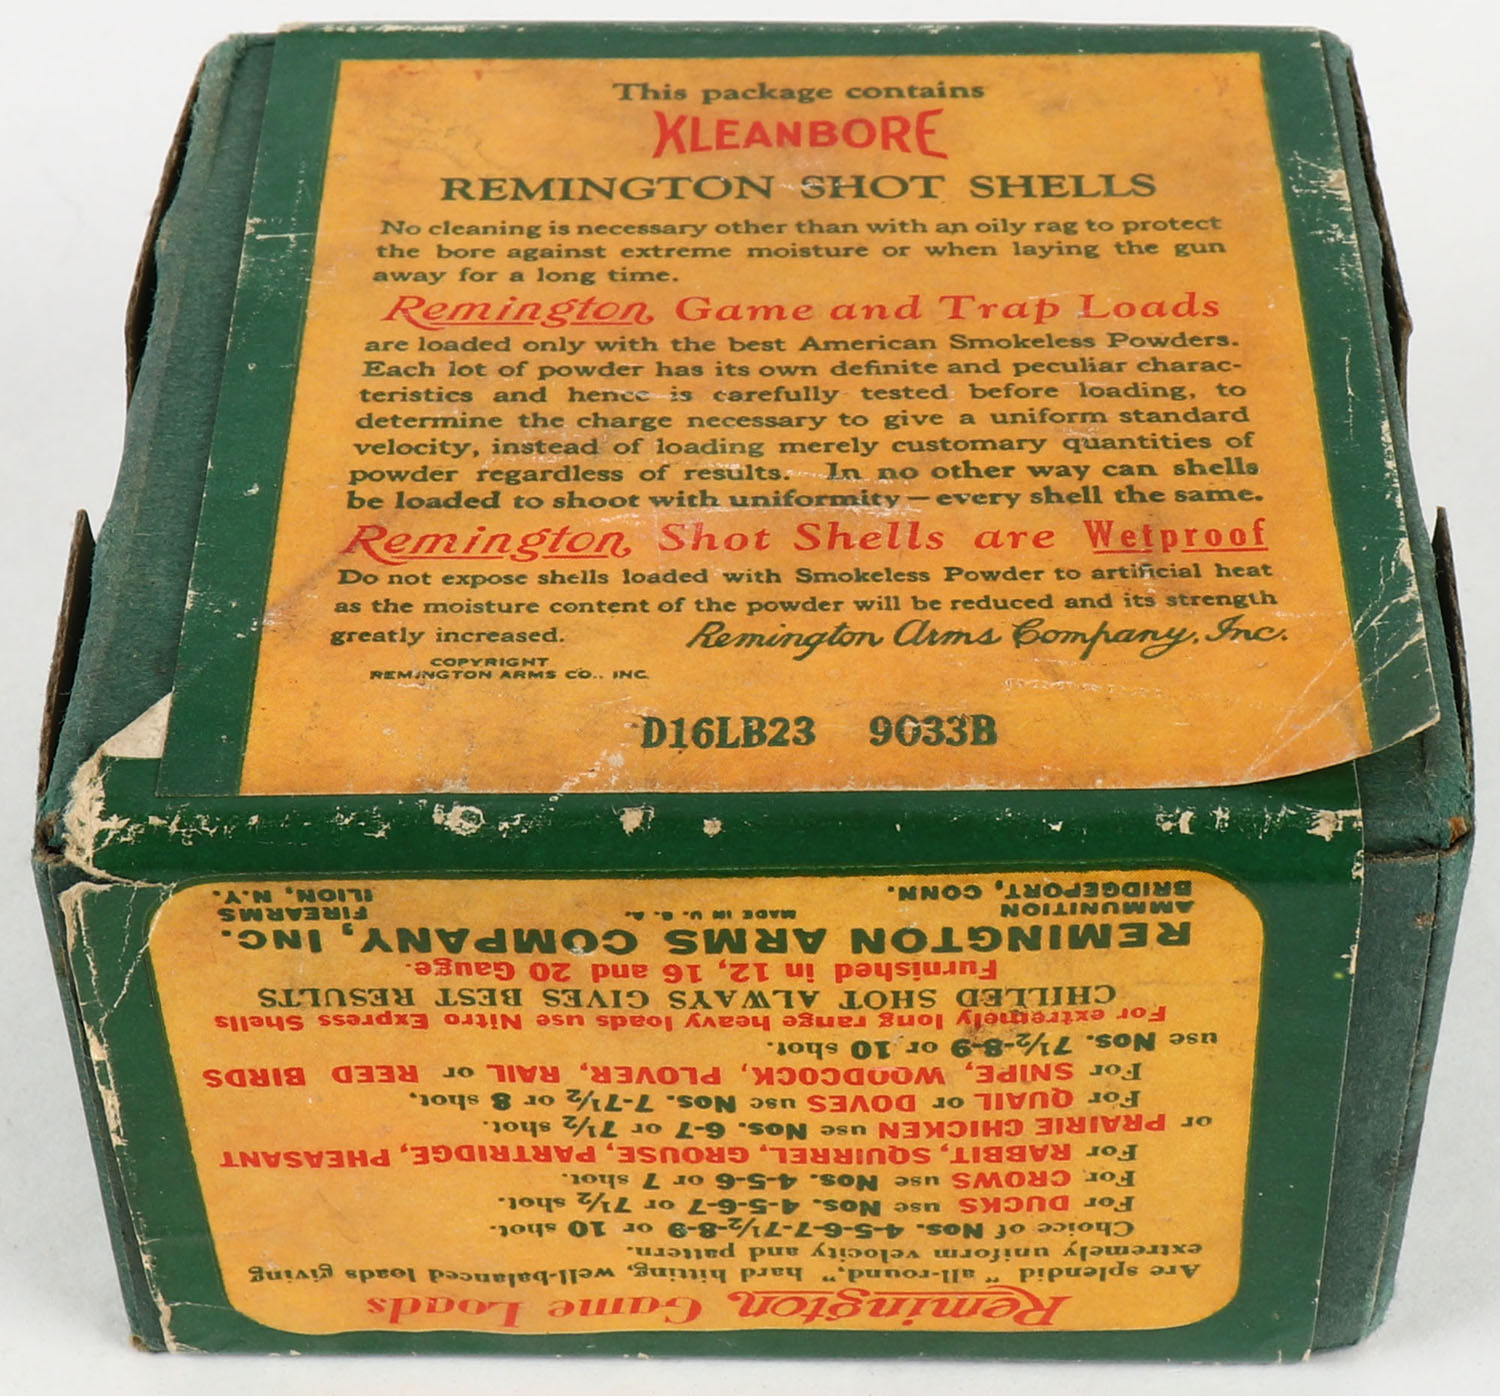 This package contains
KLEANBORE
REMINGTON SHOT SHELLS
No cleaning is necessary other than with an oily rag to protect
the bore against extreme moisture or when laying the gun
away for a long time.
Remington Game and Trap Loads
are loaded only with the best American Smokeless Powders.
Each lot of powder has its own definite and peculiar charac-
teristics and hence is carefully tested before loading, to
determine the charge necessary to give a uniform standard
velocity, instead of loading merely customary quantities of
powder regardless of results. In no other way can shells
be loaded to shoot with uniformity—every shell the same.
Remington Shot Shells are Wetproof
Do not expose shells loaded with Smokeless Powder to artificial heat
as the moisture content of the powder will be reduced and its strength
greatly increased. Remington Arms Company, Inc.
COPYRIGHT
REMINGTON ARMS CO., INC.
D16LB23 9033B
Remington Game Loads
Are splendid "all-round", hard hitting, well-balanced loads giving
extremely uniform velocity and pattern.
Choice of Nos. 4-5-6-7-7½-8-9 or 10 shot.
For DUCKS use Nos. 4-5-6-7 or 7½ shot.
For CROWS use Nos. 4-5-6 or 7 shot.
For RABBIT, SQUIRREL, GROUSE, PARTRIDGE, PHEASANT
or PRAIRIE CHICKEN use Nos. 6-7 or 7½ shot.
For QUAIL or DOVES use Nos. 7-7½ or 8 shot.
For SNIPE, WOODCOCK, PLOVER, RAIL or REED BIRDS
use Nos. 7½-8-9 or 10 shot.
For extremely long range heavy loads use Nitro Express Shells
CHILLED SHOT ALWAYS GIVES BEST RESULTS
Furnished in 12, 16 and 20 Gauge.
REMINGTON ARMS COMPANY, INC.
AMMUNITION MADE IN U.S.A. FIREARMS
BRIDGEPORT, CONN. ILION, N.Y.